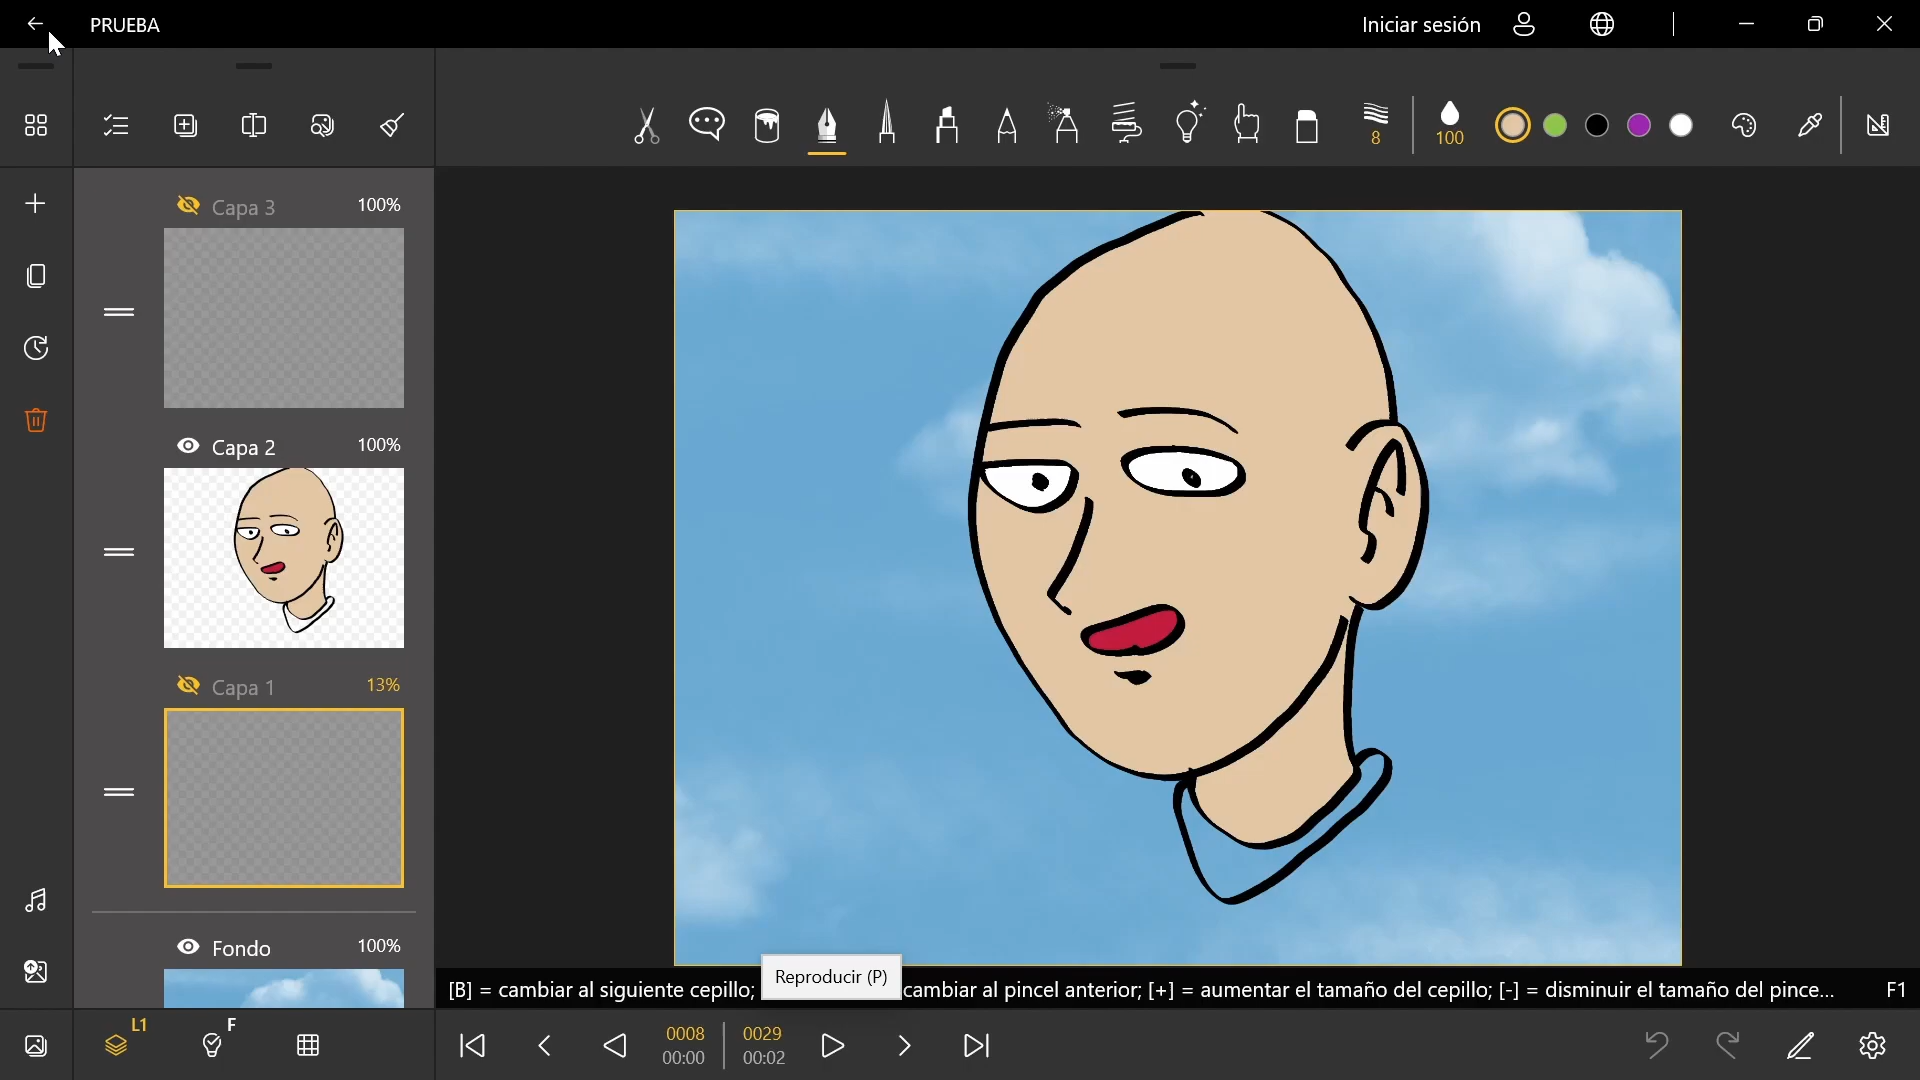 PRUEBA
Iniciar sesión
8
100
Capa 3 100%
Capa 2 100%
Capa 1 13%
Fondo 100%
Reproducir (P)
[B] = cambiar al siguiente cepillo; cambiar al pincel anterior; [+] = aumentar el tamaño del cepillo; [-] = disminuir el tamaño del pince... F1
L1
F
0008 0029
00:00 00:02